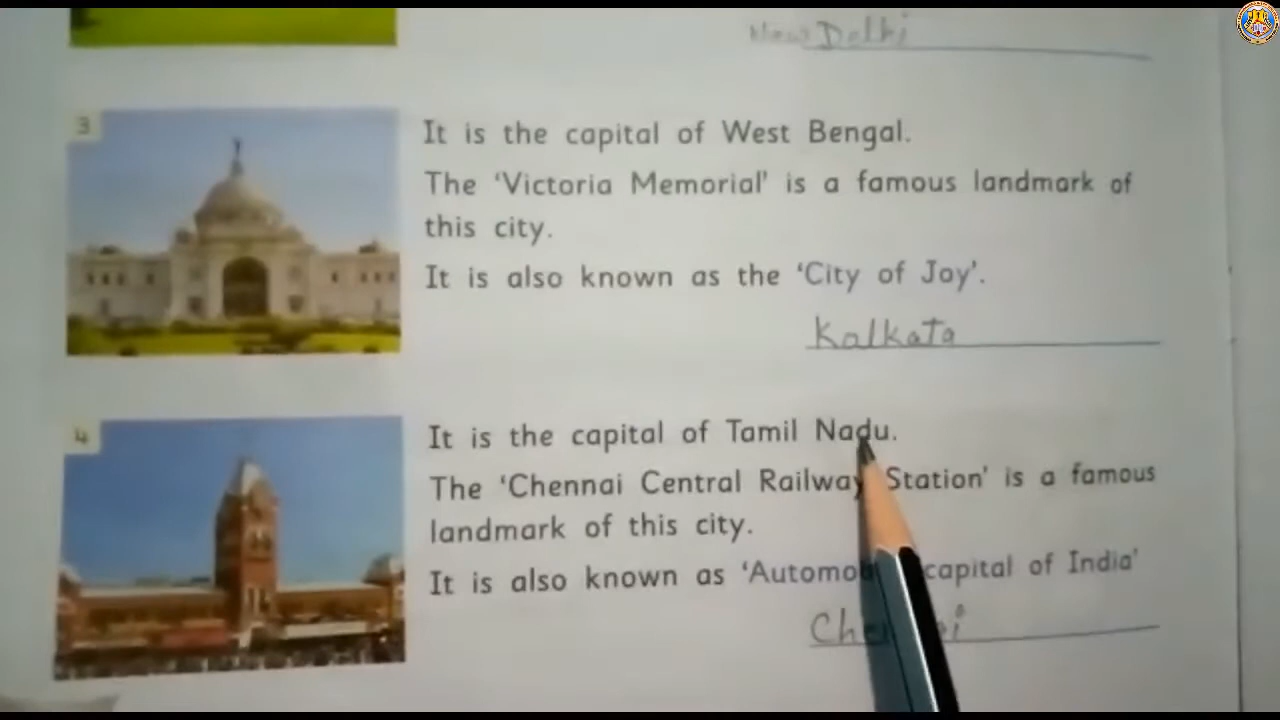 New Delhi
3
It is the capital of West Bengal.
The 'Victoria Memorial' is a famous landmark of
this city.
It is also known as the 'City of Joy'.
Kalkata
4
It is the capital of Tamil Nadu.
The 'Chennai Central Railway Station' is a famous
landmark of this city.
It is also known as capital of India'